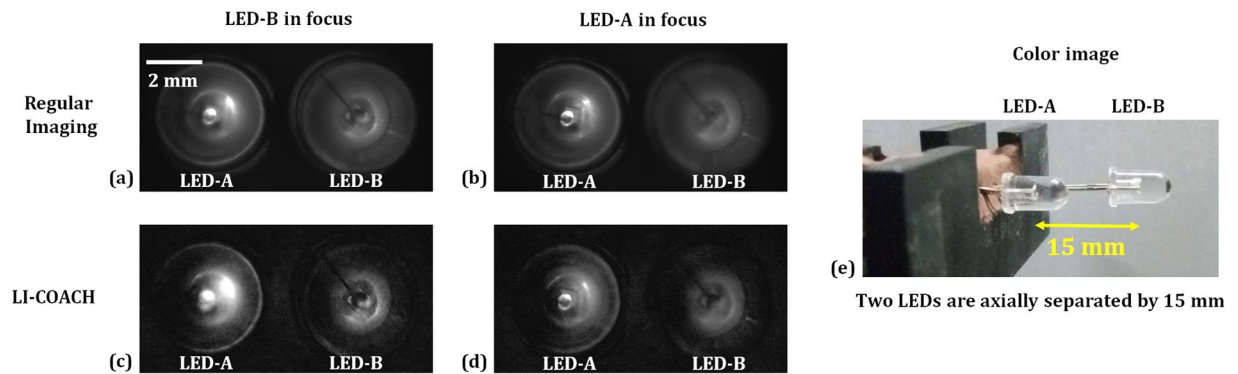 LED-B in focus
LED-A in focus
Regular
Imaging
2 mm
(a)
LED-A
LED-B
(b)
LED-A
LED-B
LI-COACH
(c)
LED-A
LED-B
(d)
LED-A
LED-B
Color image
LED-A
LED-B
15 mm
(e)
Two LEDs are axially separated by 15 mm